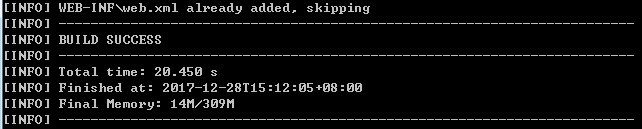 [INFO] WEB-INF\web.xml already added, skipping
[INFO] ------------------------------------------------------------------------
[INFO] BUILD SUCCESS
[INFO] ------------------------------------------------------------------------
[INFO] Total time: 20.450 s
[INFO] Finished at: 2017-12-28T15:12:05+08:00
[INFO] Final Memory: 14M/309M
[INFO] ------------------------------------------------------------------------